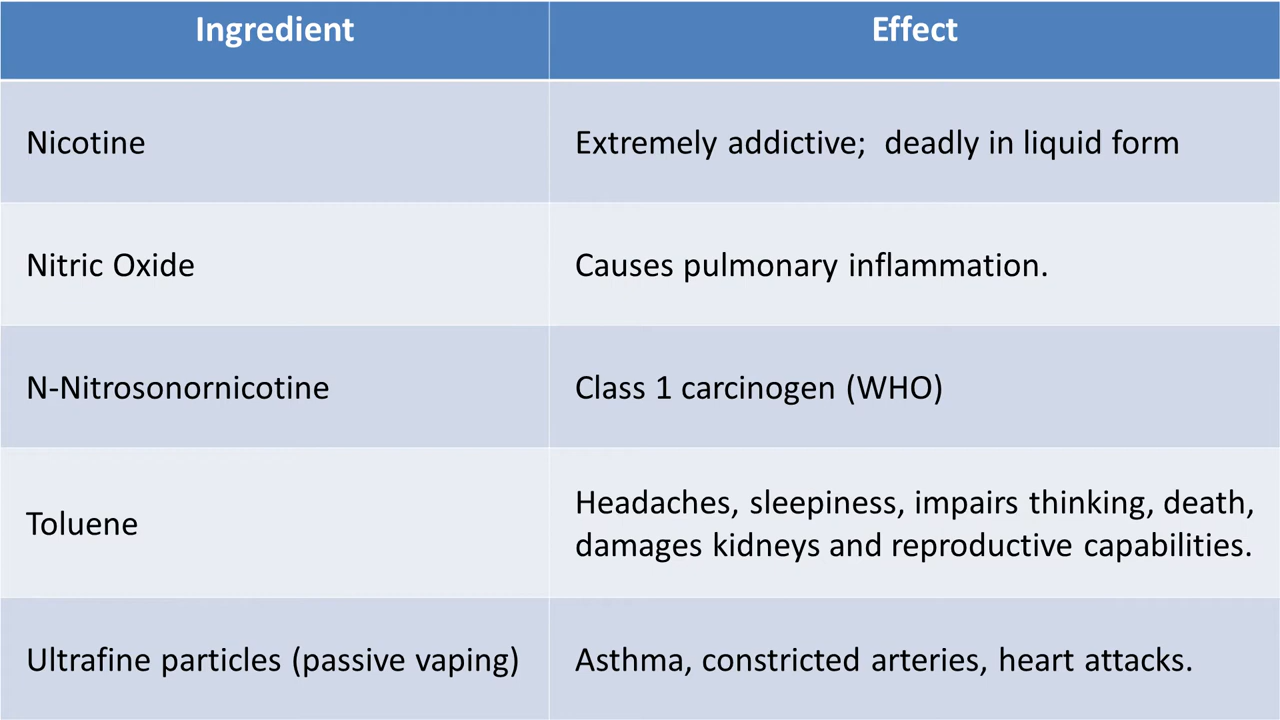 Ingredient
Effect
Nicotine
Extremely addictive;  deadly in liquid form
Nitric Oxide
Causes pulmonary inflammation.
N-Nitrosonornicotine
Class 1 carcinogen (WHO)
Toluene
Headaches, sleepiness, impairs thinking, death,
damages kidneys and reproductive capabilities.
Ultrafine particles (passive vaping)
Asthma, constricted arteries, heart attacks.